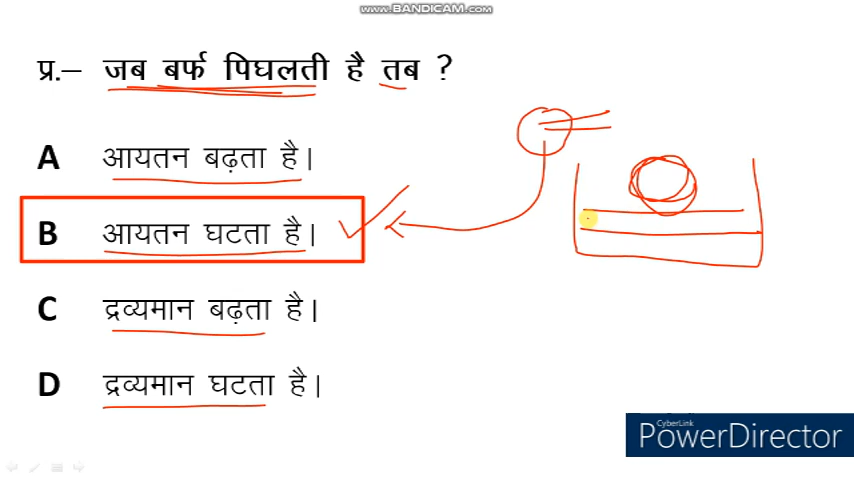 www.BANDICAM.com
प्र.– जब बर्फ पिघलती है तब ?
A आयतन बढ़ता है।
B आयतन घटता है।
C द्रव्यमान बढ़ता है।
D द्रव्यमान घटता है।
CyberLink
PowerDirector